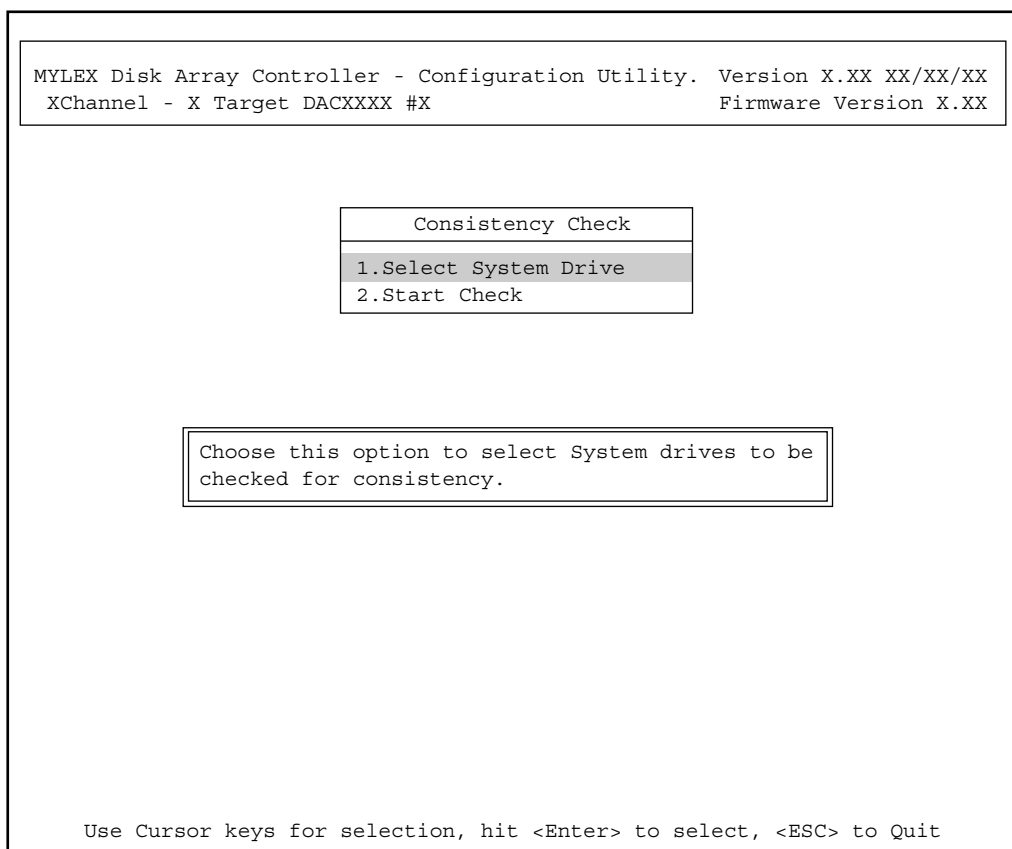 MYLEX Disk Array Controller - Configuration Utility. Version X.XX XX/XX/XX
XChannel - X Target DACXXXX #X Firmware Version X.XX
Consistency Check
1.Select System Drive
2.Start Check
Choose this option to select System drives to be
checked for consistency.
Use Cursor keys for selection, hit <Enter> to select, <ESC> to Quit